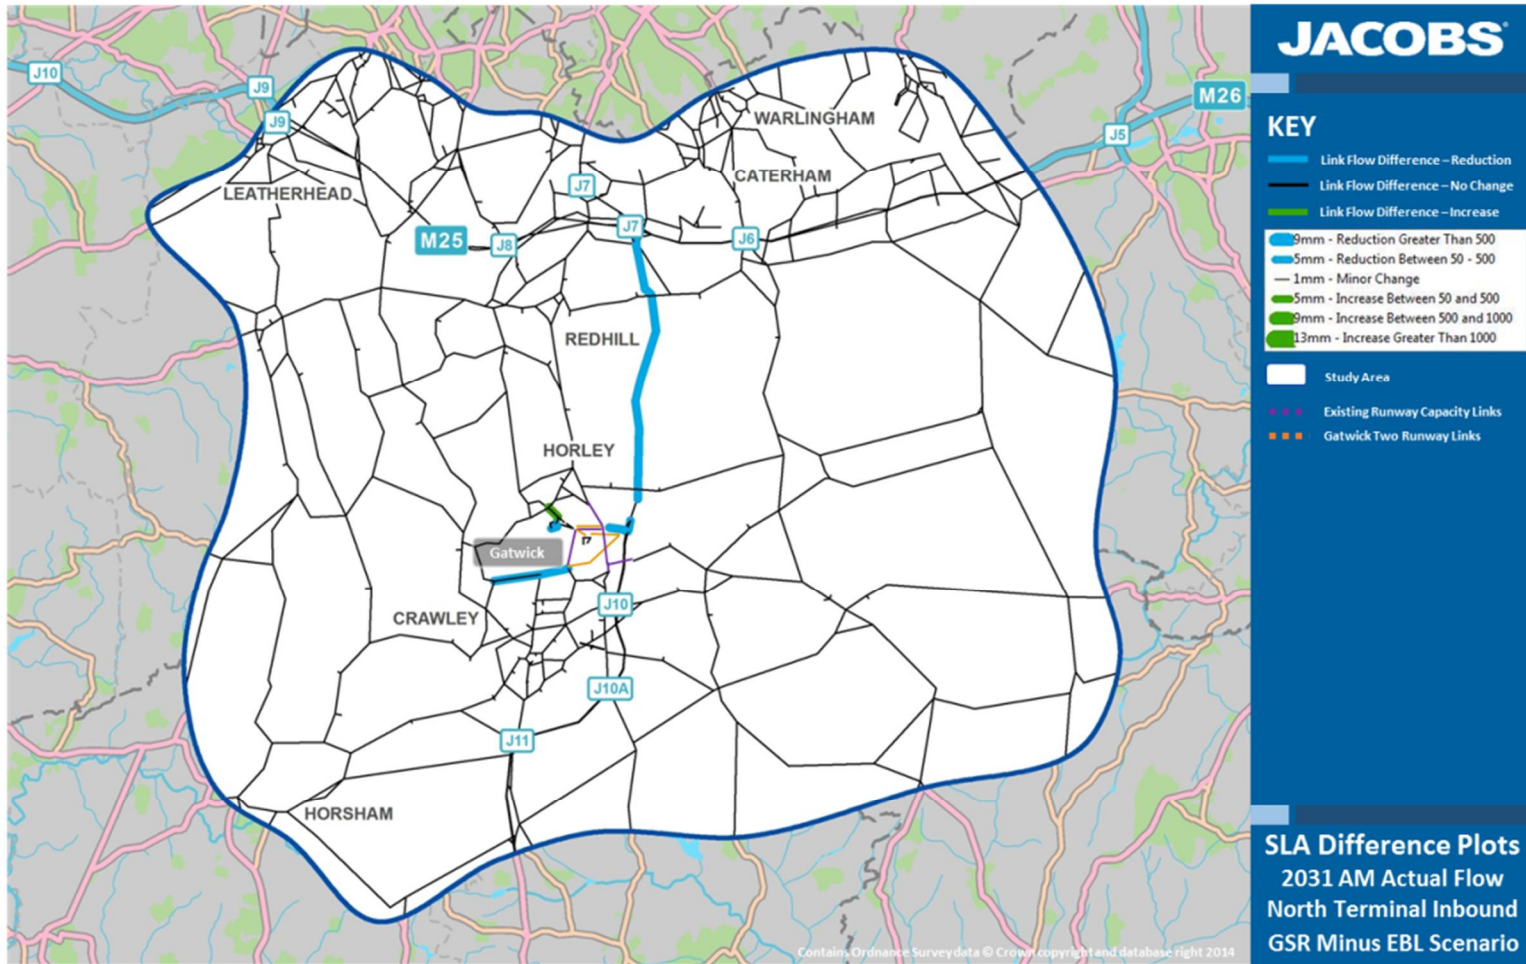 J10
J9
J9
M26
J5
WARLINGHAM
CATERHAM
LEATHERHEAD
J7
M25
J8
J7
J6
REDHILL
HORLEY
Gatwick
CRAWLEY
J10
J10A
J11
HORSHAM
Contains Ordnance Survey data © Crown copyright and database right 2014
JACOBS
KEY
Link Flow Difference – Reduction
Link Flow Difference – No Change
Link Flow Difference – Increase
9mm - Reduction Greater Than 500
5mm - Reduction Between 50 - 500
1mm - Minor Change
5mm - Increase Between 50 and 500
9mm - Increase Between 500 and 1000
13mm - Increase Greater Than 1000
Study Area
Existing Runway Capacity Links
Gatwick Two Runway Links
SLA Difference Plots
2031 AM Actual Flow
North Terminal Inbound
GSR Minus EBL Scenario